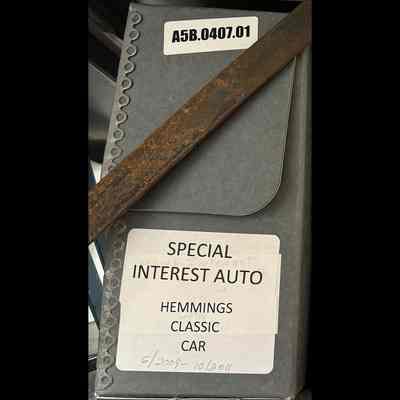 A5B.0407.01
SPECIAL
INTEREST AUTO
HEMMINGS
CLASSIC
CAR